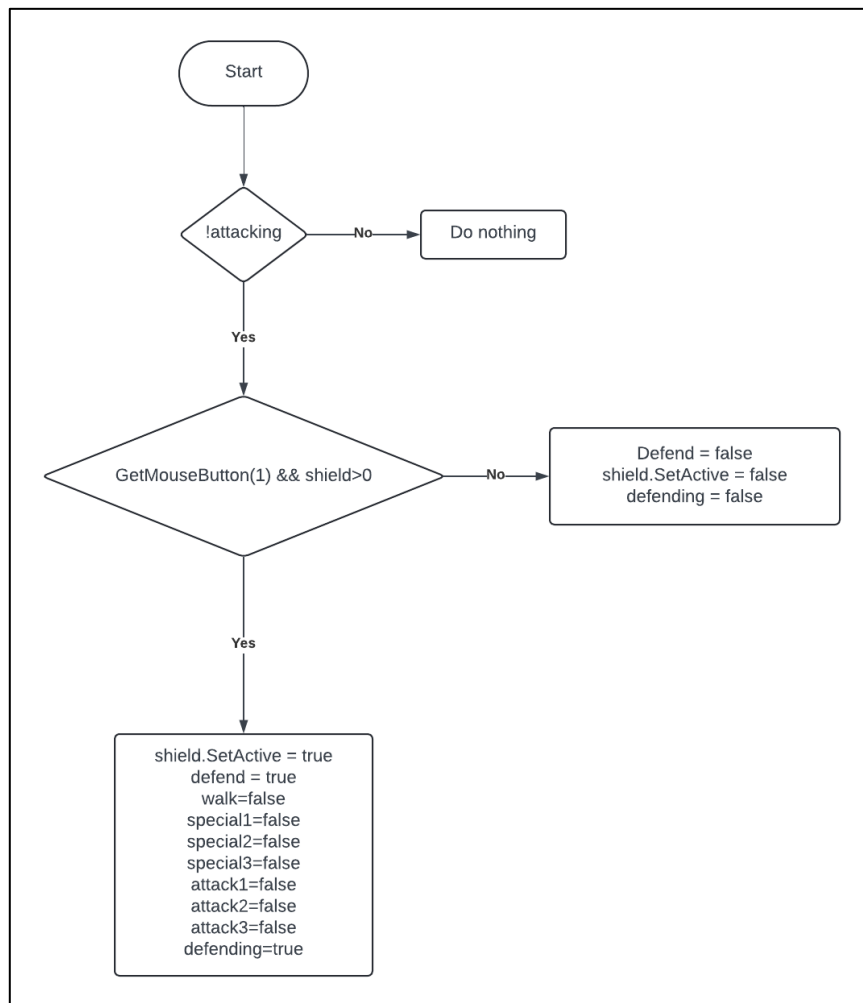 Start
!attacking
No
Do nothing
Yes
GetMouseButton(1) && shield>0
No
Defend = false
shield.SetActive = false
defending = false
Yes
shield.SetActive = true
defend = true
walk=false
special1=false
special2=false
special3=false
attack1=false
attack2=false
attack3=false
defending=true